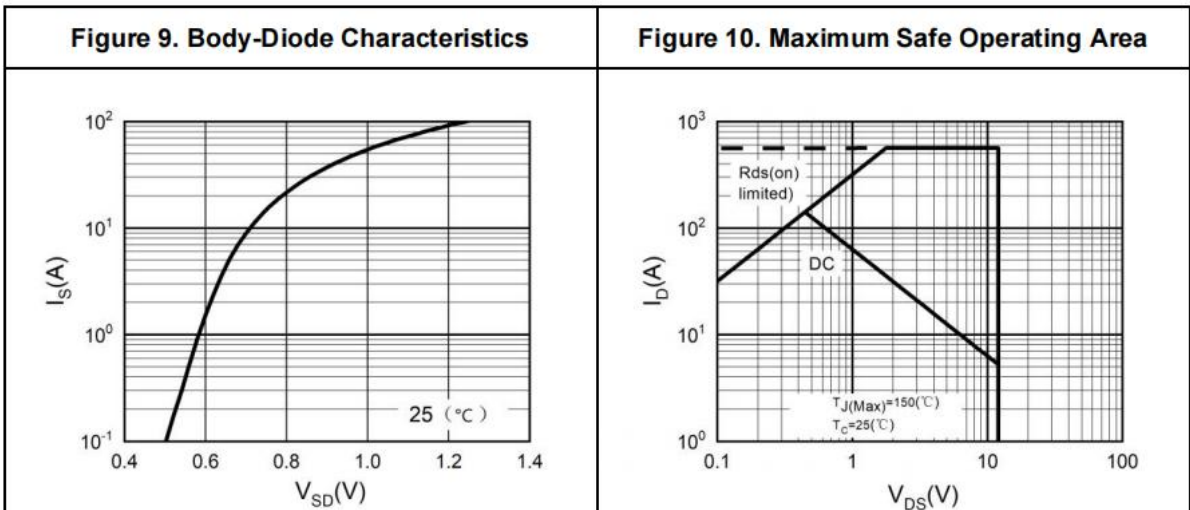 Figure 9. Body-Diode Characteristics
Figure 10. Maximum Safe Operating Area
I_S(A)
10²
10¹
10⁰
10⁻¹
25（℃）
0.4 0.6 0.8 1.0 1.2 1.4
V_SD(V)
I_D(A)
10³
10²
10¹
10⁰
Rds(on)
limited)
DC
T_J(Max)=150(℃)
T_C=25(℃)
0.1 1 10 100
V_DS(V)